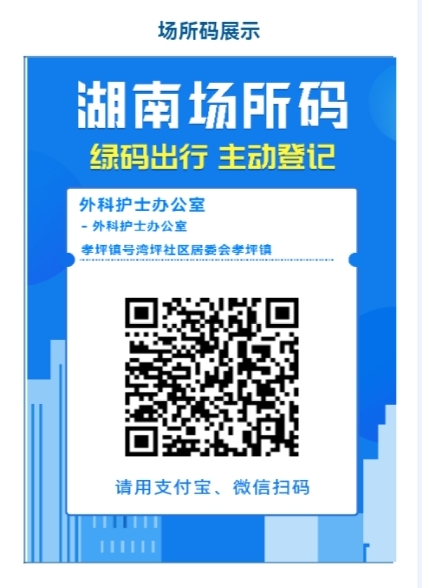 场所码展示
湖南场所码
绿码出行 主动登记
外科护士办公室
- 外科护士办公室
孝坪镇号湾坪社区居委会孝坪镇
请用支付宝、微信扫码